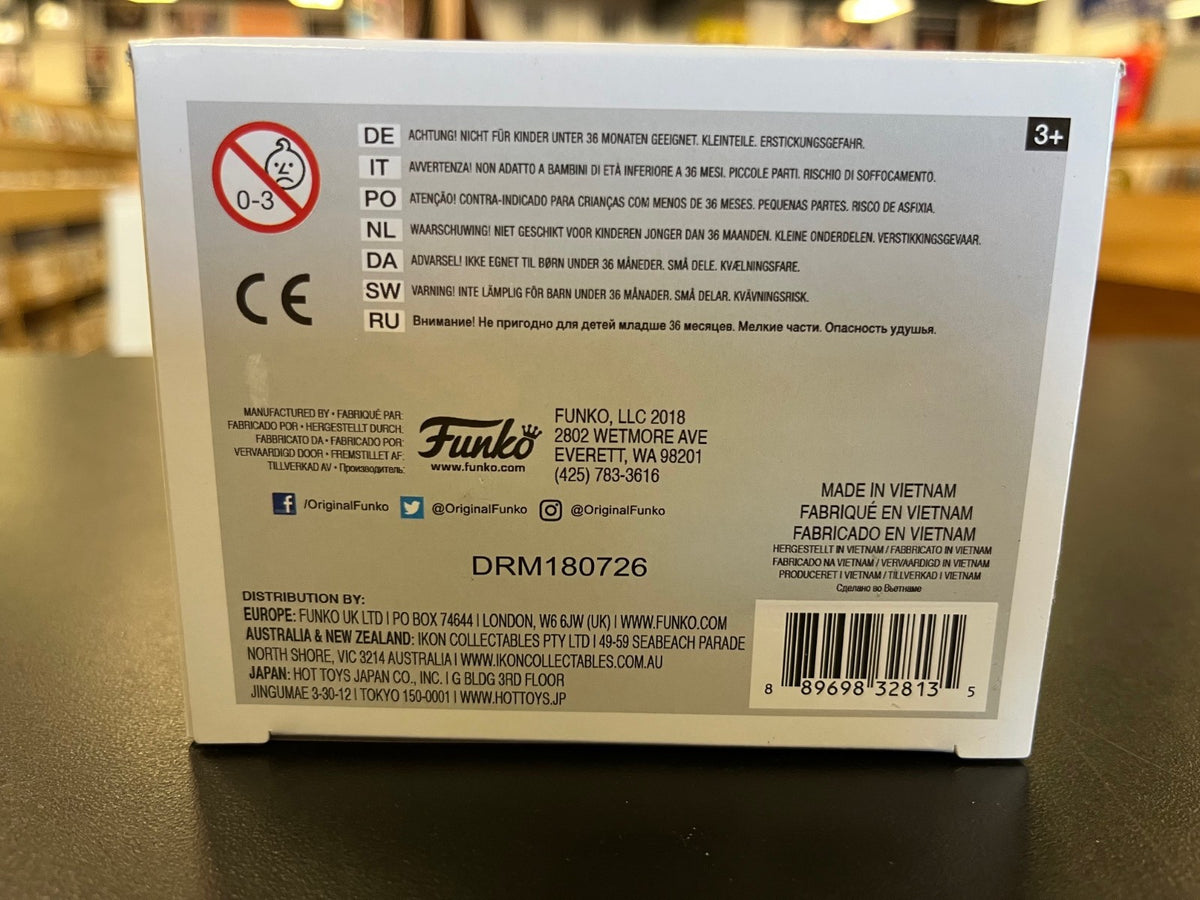 0-3
3+
DE ACHTUNG! NICHT FÜR KINDER UNTER 36 MONATEN GEEIGNET. KLEINTEILE. ERSTICKUNGSGEFAHR.
IT AVVERTENZA! NON ADATTO A BAMBINI DI ETÀ INFERIORE A 36 MESI. PICCOLE PARTI. RISCHIO DI SOFFOCAMENTO.
PO ATENÇÃO! CONTRA-INDICADO PARA CRIANÇAS COM MENOS DE 36 MESES. PEQUENAS PARTES. RISCO DE ASFIXIA.
NL WAARSCHUWING! NIET GESCHIKT VOOR KINDEREN JONGER DAN 36 MAANDEN. KLEINE ONDERDELEN. VERSTIKKINGSGEVAAR.
DA ADVARSEL! IKKE EGNET TIL BØRN UNDER 36 MÅNEDER. SMÅ DELE. KVÆLNINGSFARE.
SW VARNING! INTE LÄMPLIG FÖR BARN UNDER 36 MÅNADER. SMÅ DELAR. KVÄVNINGSRISK.
RU Внимание! Не пригодно для детей младше 36 месяцев. Мелкие части. Опасность удушья.
CE
MANUFACTURED BY • FABRIQUÉ PAR:
FABRICADO POR • HERGESTELLT DURCH:
FABBRICATO DA • FABRICADO POR:
VERVAARDIGD DOOR • FREMSTILLET AF:
TILLVERKAD AV • Производитель:
Funko
www.funko.com
FUNKO, LLC 2018
2802 WETMORE AVE
EVERETT, WA 98201
(425) 783-3616
/OriginalFunko @OriginalFunko @OriginalFunko
MADE IN VIETNAM
FABRIQUÉ EN VIETNAM
FABRICADO EN VIETNAM
HERGESTELLT IN VIETNAM / FABBRICATO IN VIETNAM
FABRICADO NA VIETNAM / VERVAARDIGD IN VIETNAM
PRODUCERET I VIETNAM / TILLVERKAD I VIETNAM
Сделано во Вьетнаме
DRM180726
DISTRIBUTION BY:
EUROPE: FUNKO UK LTD | PO BOX 74644 | LONDON, W6 6JW (UK) | WWW.FUNKO.COM
AUSTRALIA & NEW ZEALAND: IKON COLLECTABLES PTY LTD | 49-59 SEABEACH PARADE
NORTH SHORE, VIC 3214 AUSTRALIA | WWW.IKONCOLLECTABLES.COM.AU
JAPAN: HOT TOYS JAPAN CO., INC. | G BLDG 3RD FLOOR
JINGUMAE 3-30-12 | TOKYO 150-0001 | WWW.HOTTOYS.JP
8 89698 32813 5